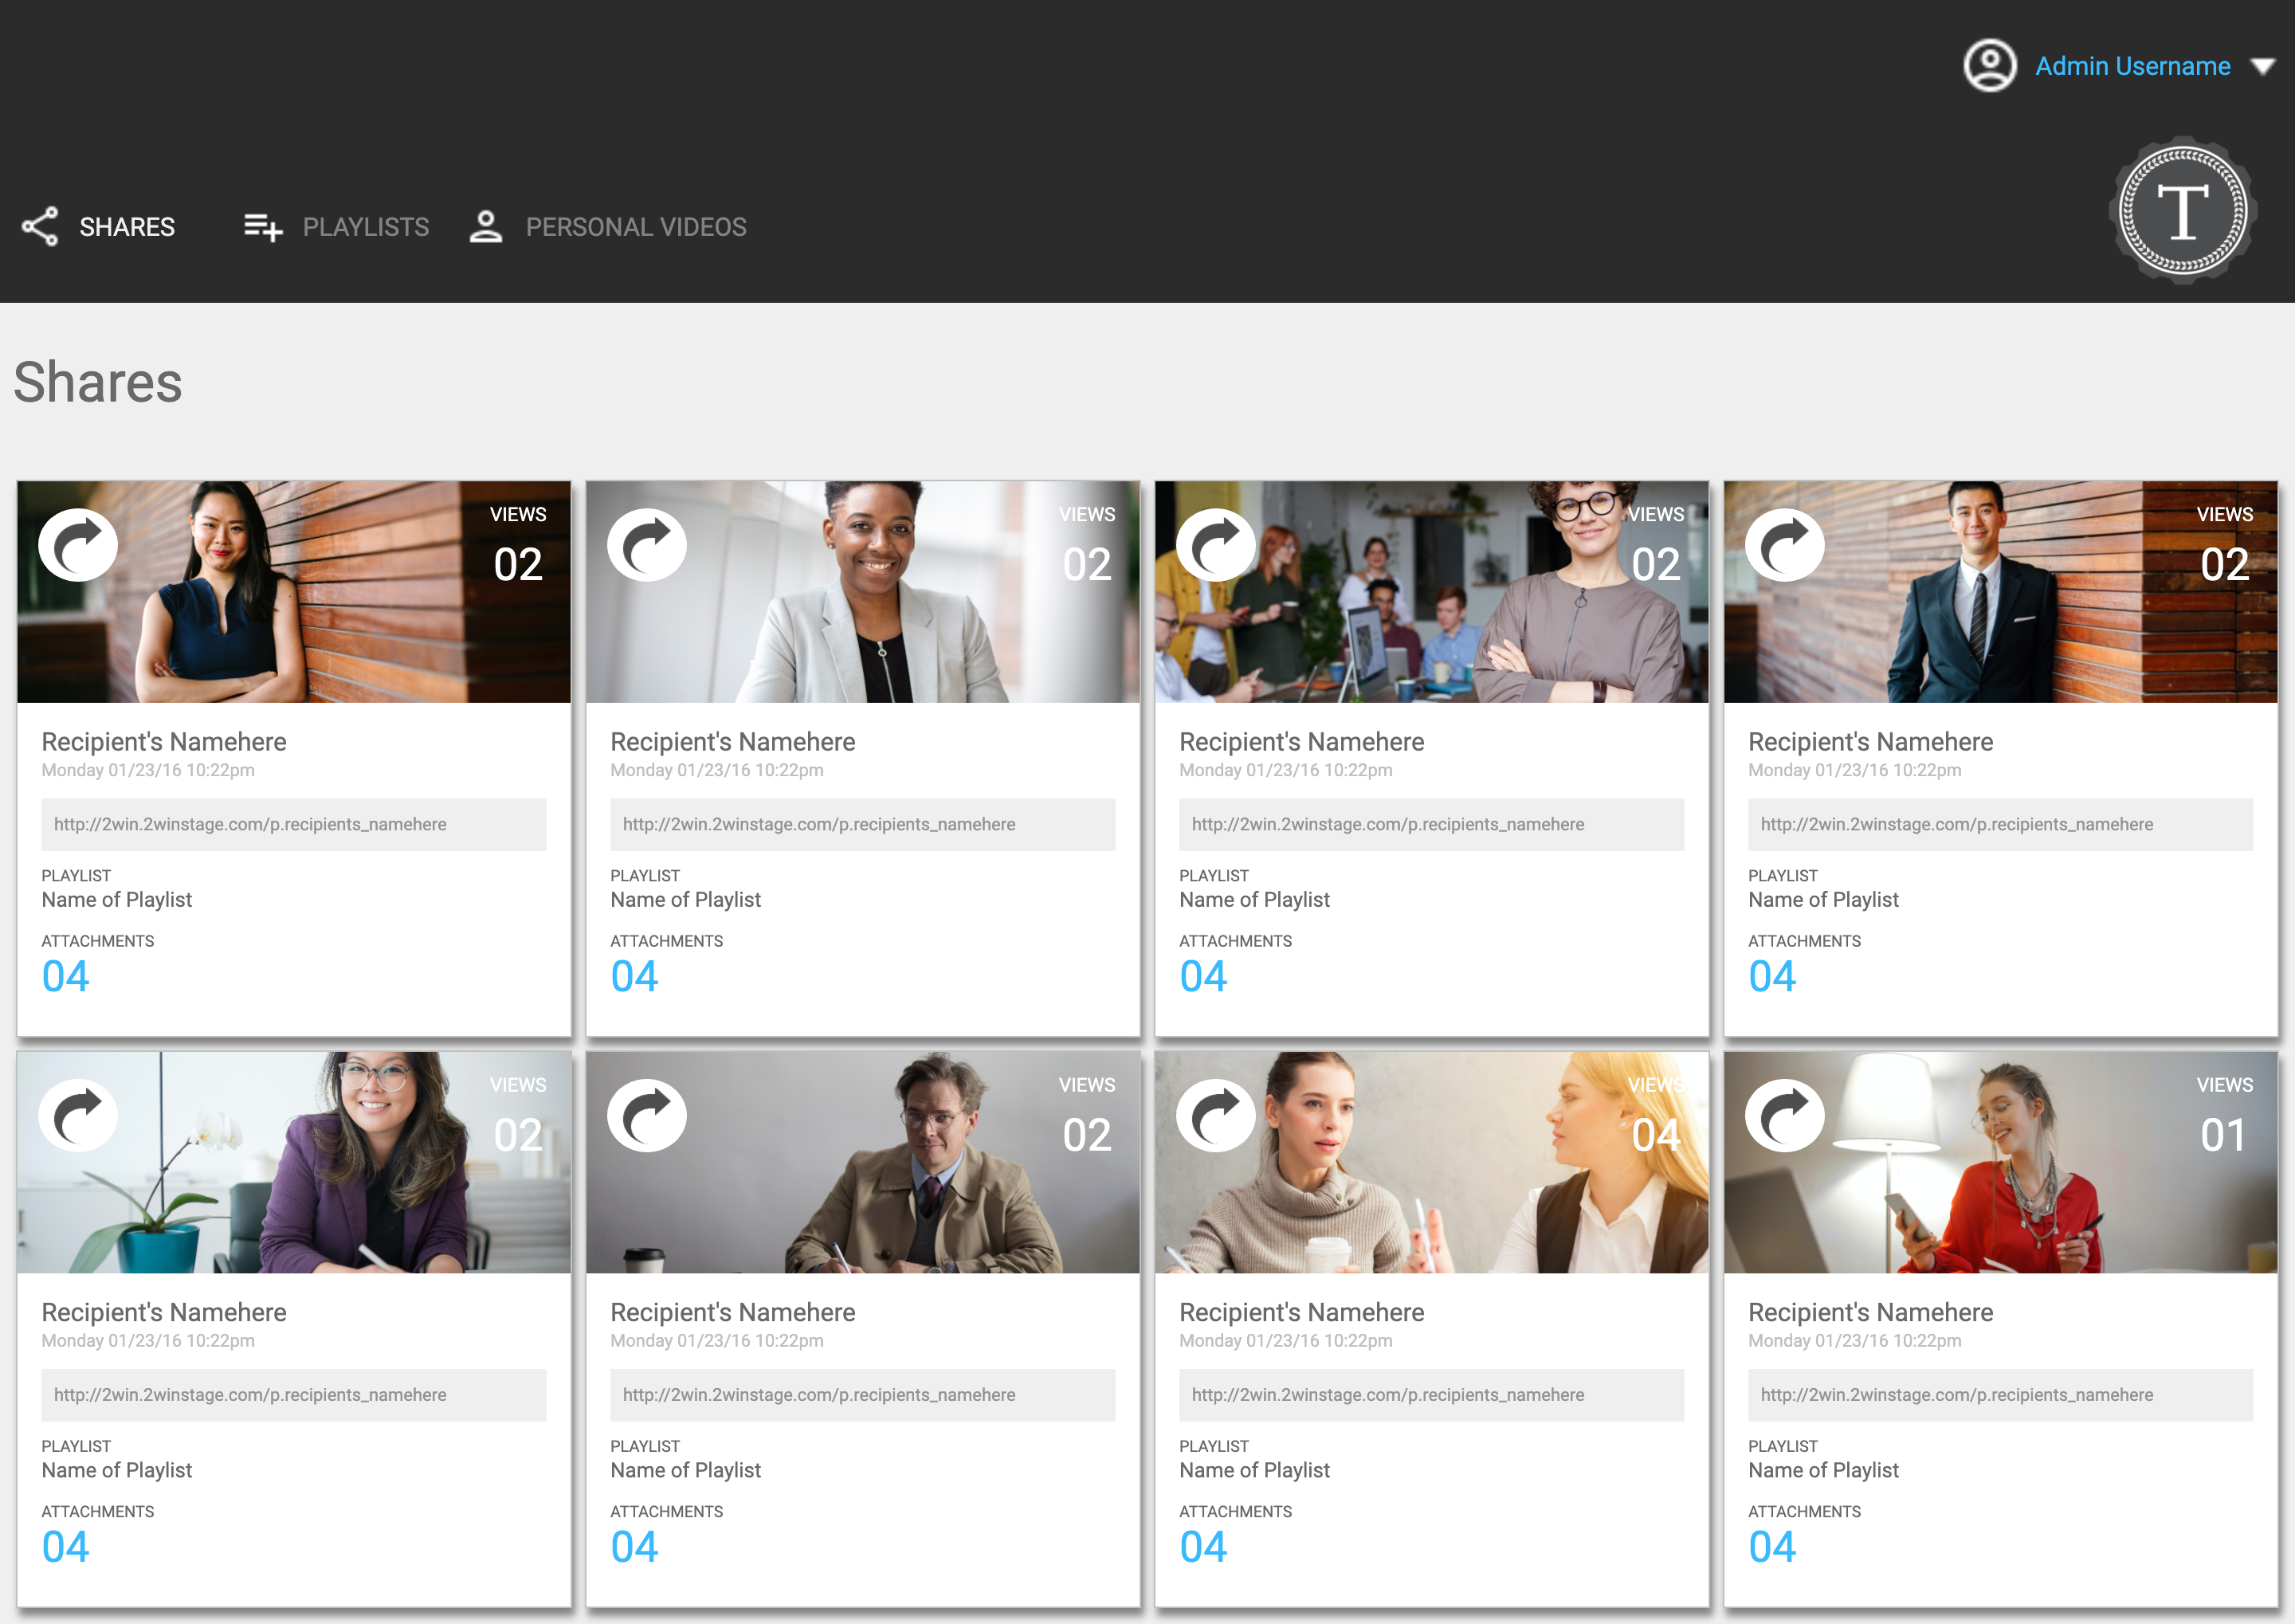 Admin Username
T
SHARES
PLAYLISTS
PERSONAL VIDEOS
Shares
VIEWS
02
Recipient's Namehere
Monday 01/23/16 10:22pm
http://2win.2winstage.com/p.recipients_namehere
PLAYLIST
Name of Playlist
ATTACHMENTS
04
VIEWS
02
Recipient's Namehere
Monday 01/23/16 10:22pm
http://2win.2winstage.com/p.recipients_namehere
PLAYLIST
Name of Playlist
ATTACHMENTS
04
VIEWS
02
Recipient's Namehere
Monday 01/23/16 10:22pm
http://2win.2winstage.com/p.recipients_namehere
PLAYLIST
Name of Playlist
ATTACHMENTS
04
VIEWS
02
Recipient's Namehere
Monday 01/23/16 10:22pm
http://2win.2winstage.com/p.recipients_namehere
PLAYLIST
Name of Playlist
ATTACHMENTS
04
VIEWS
02
Recipient's Namehere
Monday 01/23/16 10:22pm
http://2win.2winstage.com/p.recipients_namehere
PLAYLIST
Name of Playlist
ATTACHMENTS
04
VIEWS
02
Recipient's Namehere
Monday 01/23/16 10:22pm
http://2win.2winstage.com/p.recipients_namehere
PLAYLIST
Name of Playlist
ATTACHMENTS
04
VIEWS
04
Recipient's Namehere
Monday 01/23/16 10:22pm
http://2win.2winstage.com/p.recipients_namehere
PLAYLIST
Name of Playlist
ATTACHMENTS
04
VIEWS
01
Recipient's Namehere
Monday 01/23/16 10:22pm
http://2win.2winstage.com/p.recipients_namehere
PLAYLIST
Name of Playlist
ATTACHMENTS
04